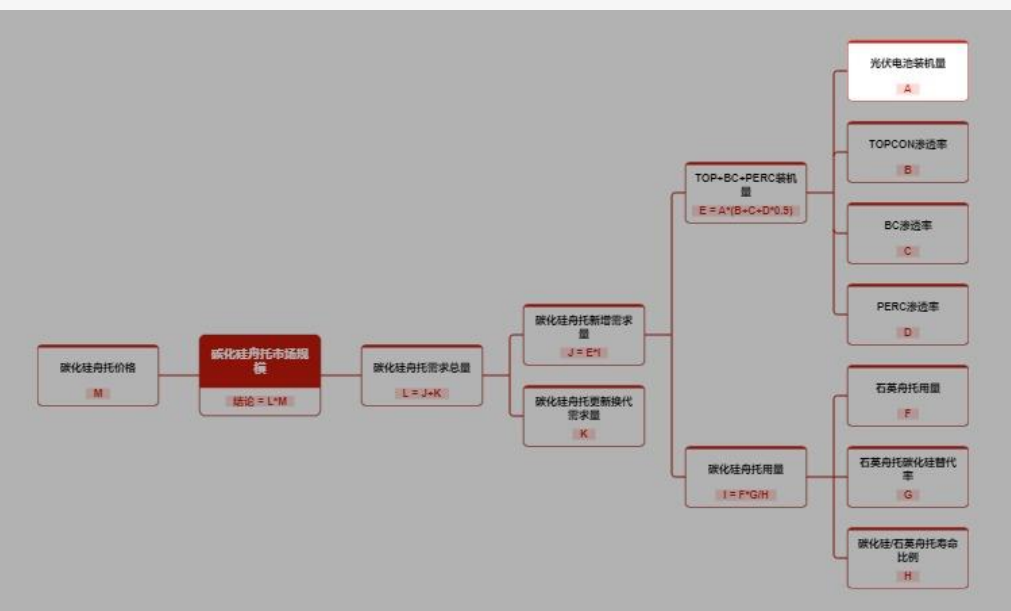 光伏电池装机量
A
TOPCON渗透率
B
TOP+BC+PERC装机
量
E = A*(B+C+D*0.9)
BC渗透率
C
PERC渗透率
D
碳化硅舟托新增需求
量
J = E*I
碳化硅舟托市场规
模
结论 = L*M
碳化硅舟托价格
M
碳化硅舟托需求总量
L = J+K
碳化硅舟托更新换代
需求量
K
石英舟托用量
F
碳化硅舟托用量
I = F*G/H
石英舟托碳化硅替代
率
G
碳化硅/石英舟托寿命
比例
H